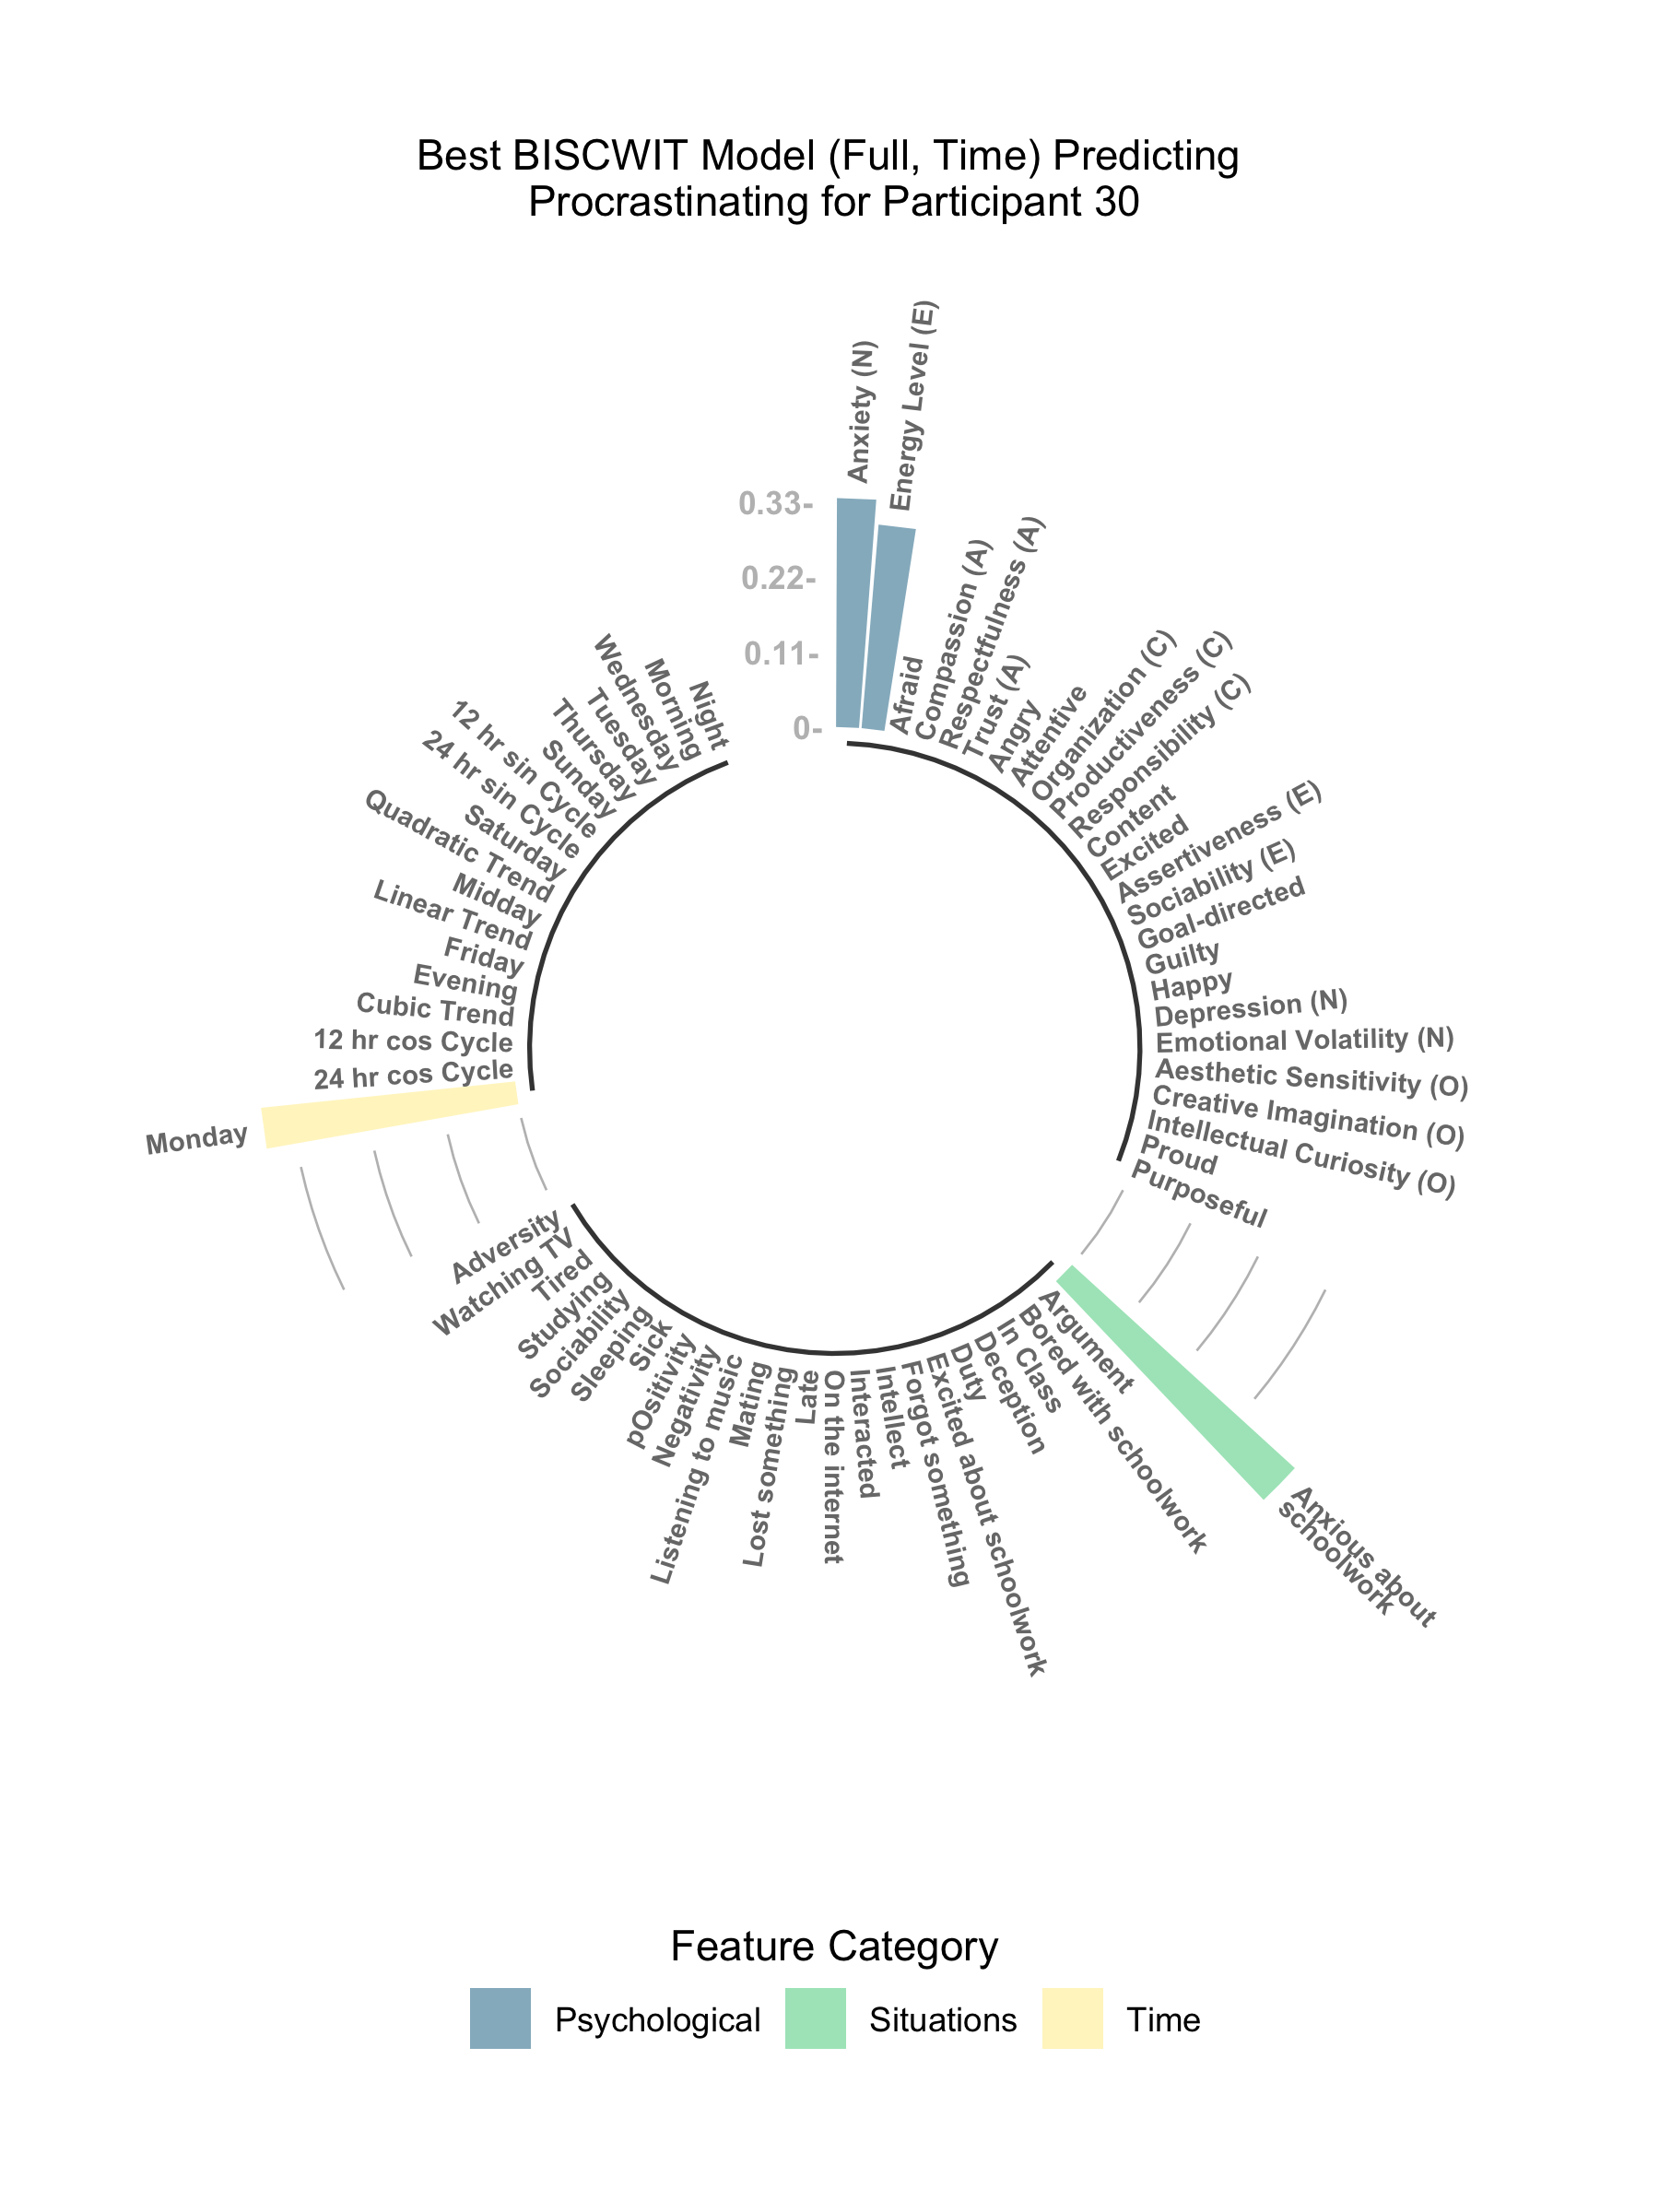 Best BISCWIT Model (Full, Time) Predicting
Procrastinating for Participant 30
0.33-
0.22-
0.11-
0-
Anxiety (N)
Energy Level (E)
Afraid
Compassion (A)
Respectfulness (A)
Trust (A)
Angry
Attentive
Organization (C)
Productiveness (C)
Responsibility (C)
Content
Excited
Assertiveness (E)
Sociability (E)
Goal-directed
Guilty
Happy
Depression (N)
Emotional Volatility (N)
Aesthetic Sensitivity (O)
Creative Imagination (O)
Intellectual Curiosity (O)
Proud
Purposeful
Anxious about
schoolwork
Argument
Bored with schoolwork
In Class
Deception
Duty
Excited about schoolwork
Forgot something
Intellect
Interacted
On the internet
Late
Lost something
Mating
Listening to music
Negativity
pOsitivity
Sick
Sleeping
Sociability
Studying
Tired
Watching TV
Adversity
Monday
24 hr cos Cycle
12 hr cos Cycle
Cubic Trend
Evening
Friday
Linear Trend
Midday
Quadratic Trend
Saturday
24 hr sin Cycle
12 hr sin Cycle
Sunday
Thursday
Tuesday
Wednesday
Morning
Night
Feature Category
Psychological
Situations
Time